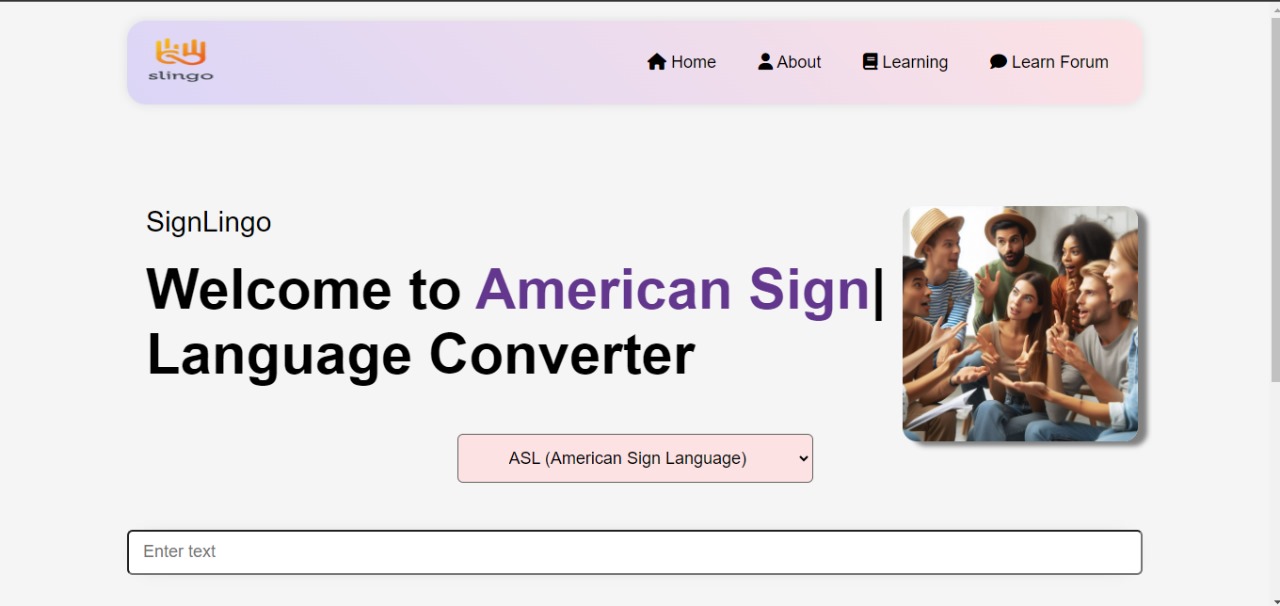 slingo
Home About Learning Learn Forum
SignLingo
Welcome to American Sign|
Language Converter
ASL (American Sign Language)
Enter text